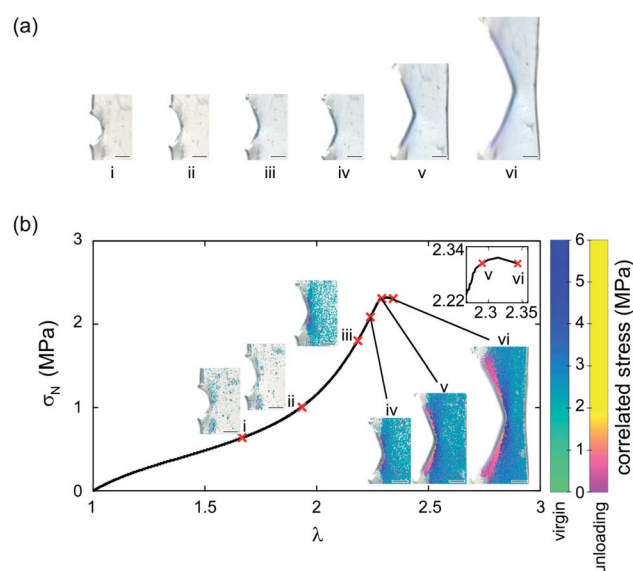 (a)
i ii iii iv v vi
(b)
3
2
1
0
σN (MPa)
1 1.5 2 2.5 3
λ
i
ii
iii
iv
v
vi
2.34
2.22
2.3 2.35
v
vi
6
5
4
3
2
1
0
virgin
unloading
correlated stress (MPa)